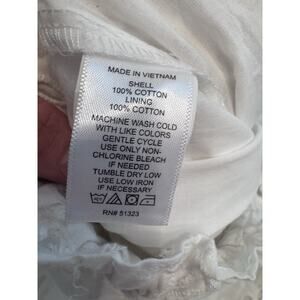 MADE IN VIETNAM
SHELL
100% COTTON
LINING
100% COTTON
MACHINE WASH COLD
WITH LIKE COLORS
GENTLE CYCLE
USE ONLY NON-
CHLORINE BLEACH
IF NEEDED
TUMBLE DRY LOW
USE LOW IRON
IF NECESSARY
RN# 51323